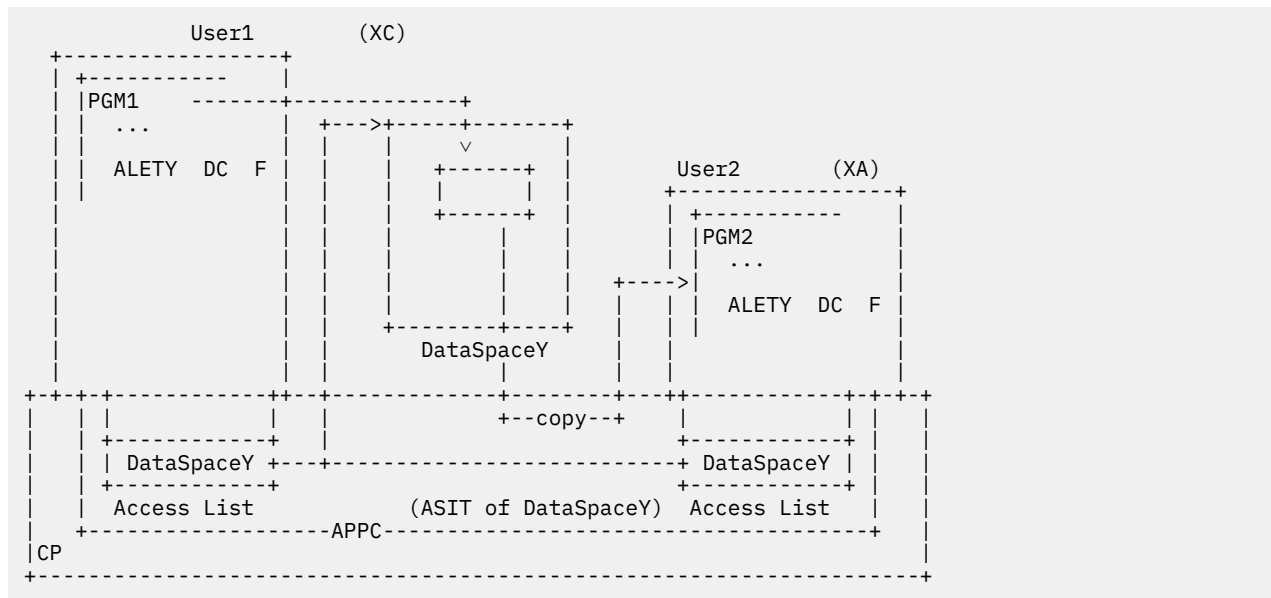 User1 (XC)
PGM1
...
ALETY DC F
User2 (XA)
PGM2
...
ALETY DC F
DataSpaceY
copy
DataSpaceY DataSpaceY
Access List (ASIT of DataSpaceY) Access List
APPC
CP